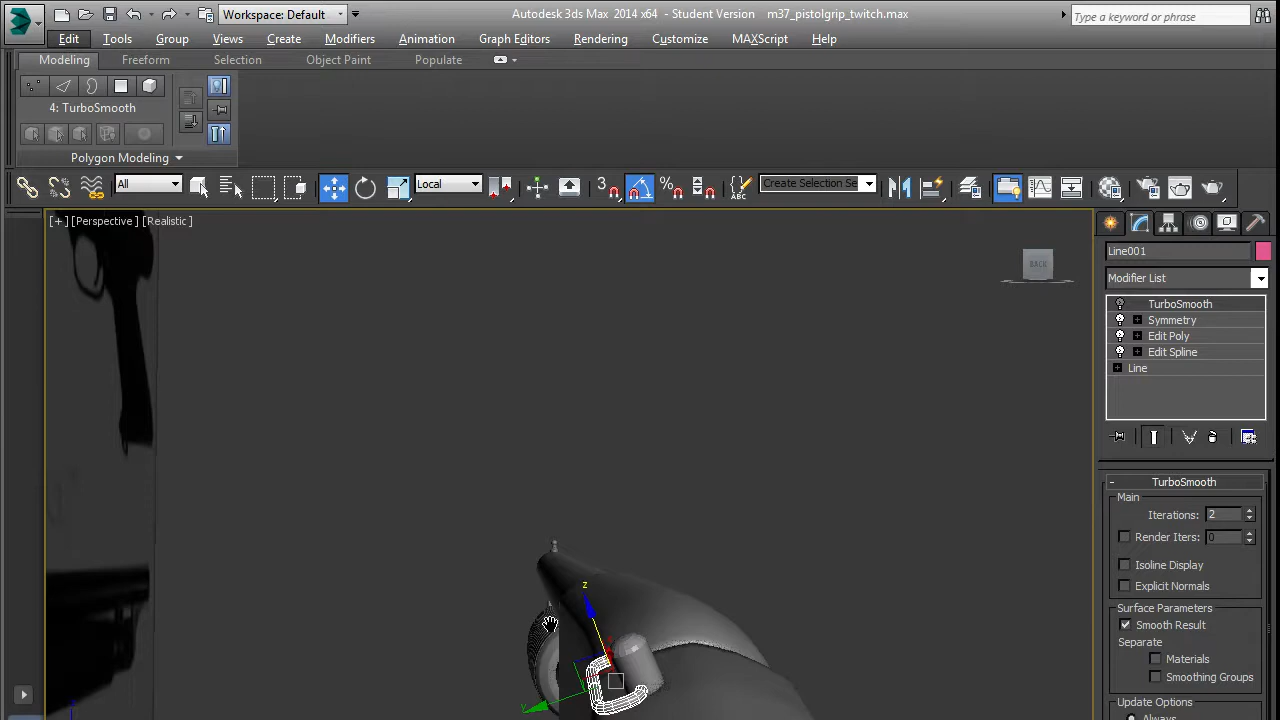 Workspace: Default
Autodesk 3ds Max 2014 x64 - Student Version m37_pistolgrip_twitch.max
Type a keyword or phrase
Edit Tools Group Views Create Modifiers Animation Graph Editors Rendering Customize MAXScript Help
Modeling Freeform Selection Object Paint Populate
4: TurboSmooth
Polygon Modeling
All
Local
3
%
ABC
Create Selection Se
[+] [Perspective] [Realistic]
BACK
Line001
Modifier List
TurboSmooth
Symmetry
Edit Poly
Edit Spline
Line
- TurboSmooth
Main
Iterations: 2
Render Iters: 0
Isoline Display
Explicit Normals
Surface Parameters
Smooth Result
Separate
Materials
Smoothing Groups
Update Options
Always
z
y